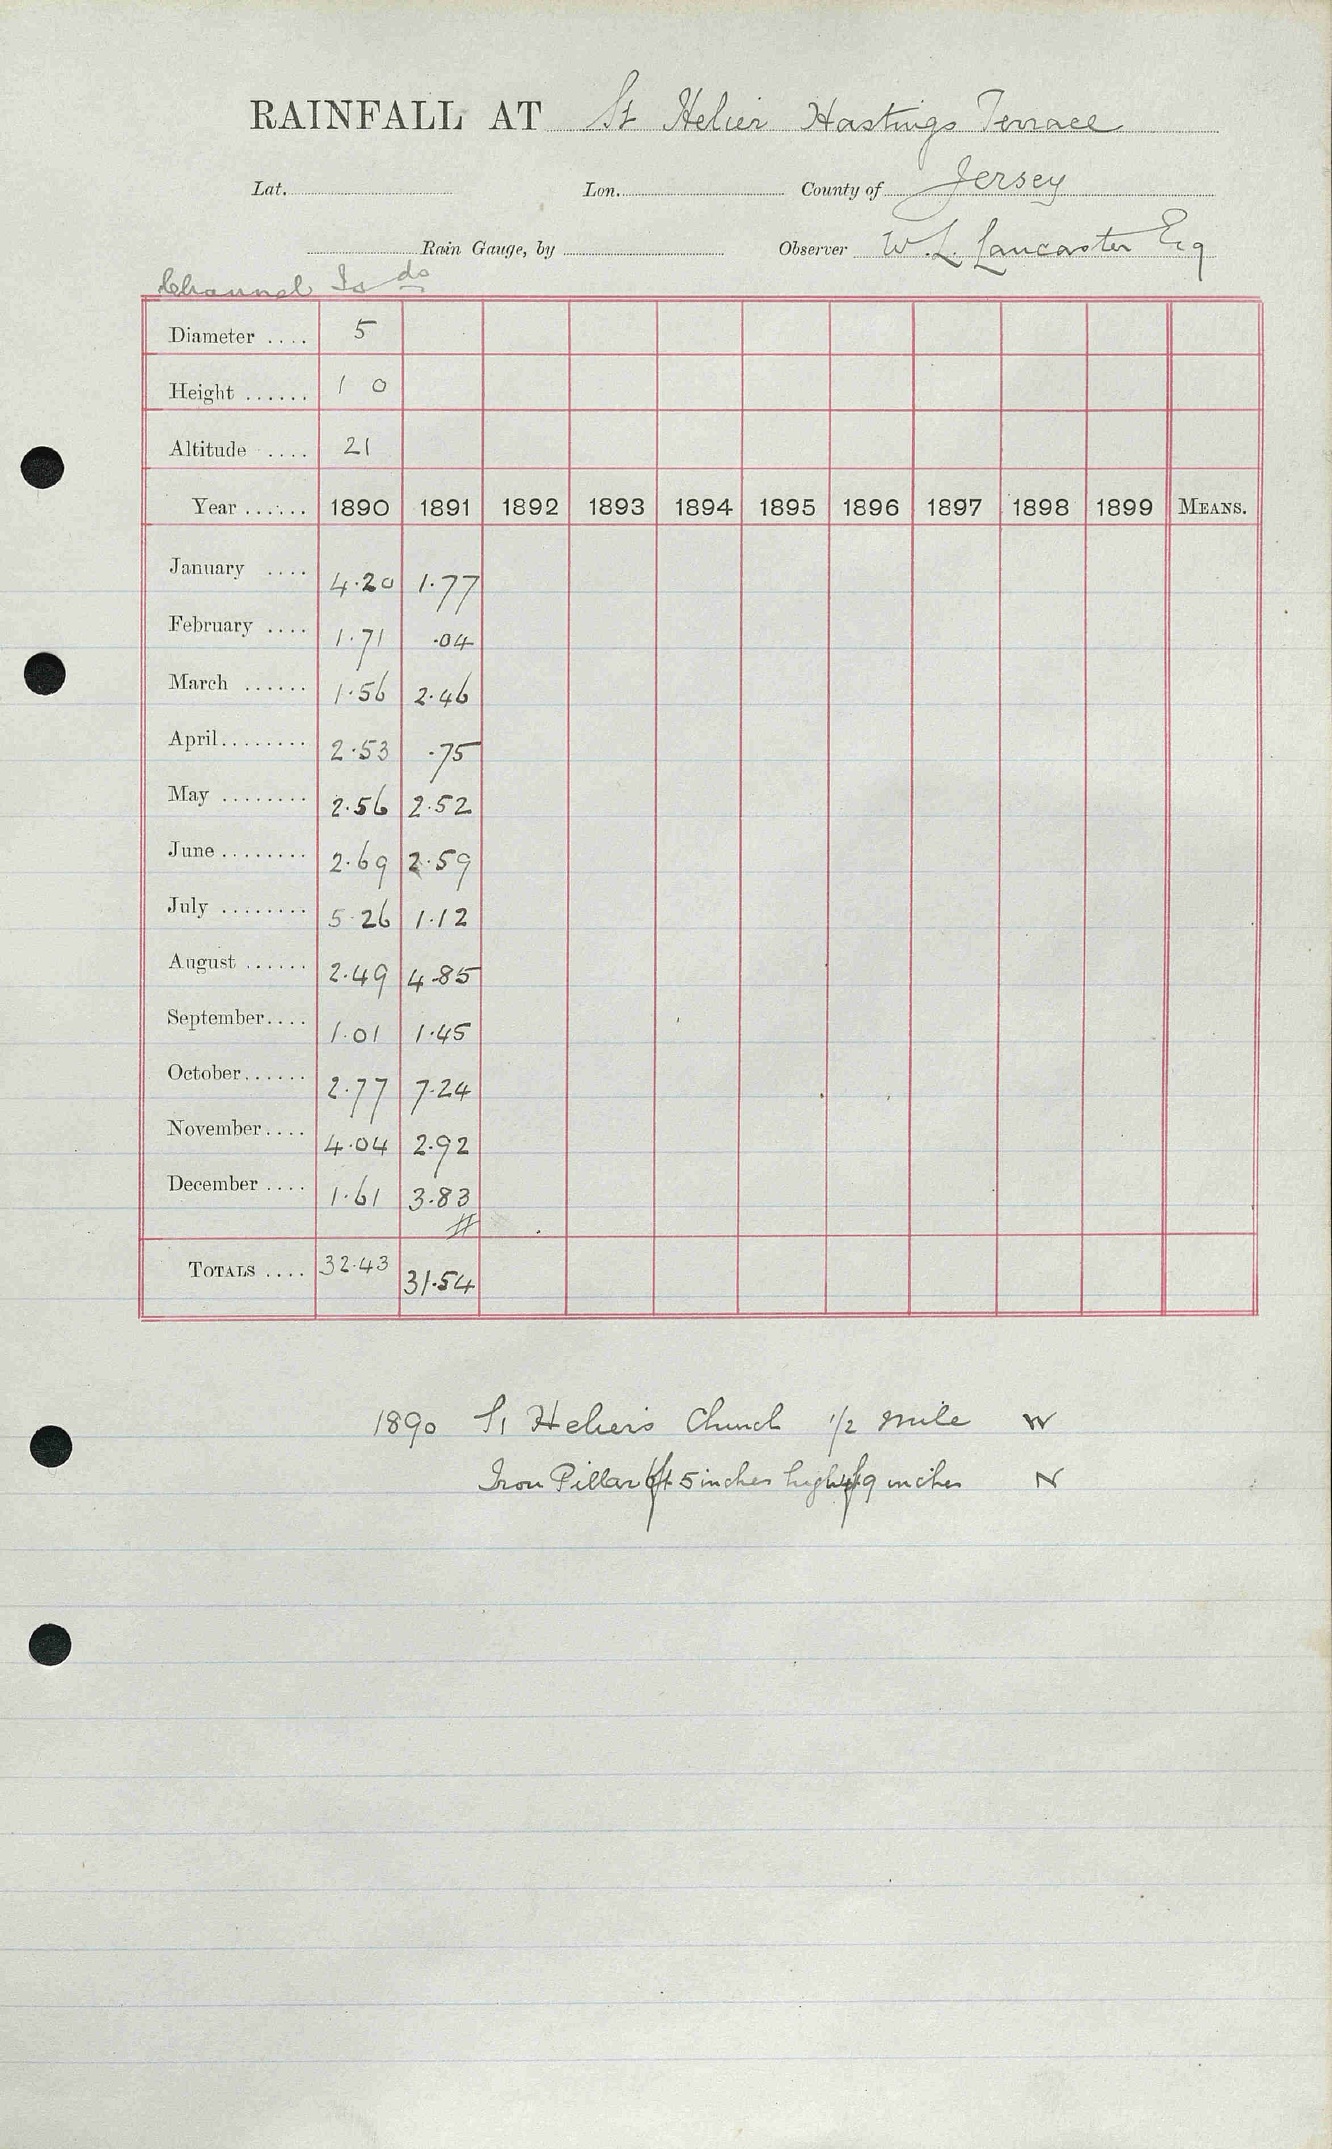 RAINFALL AT St Helier Hastings Terrace
Lat. Lon. County of Jersey
Rain Gauge, by Observer W. L. Lancaster Esq
Channel Is ds
Diameter .... 5
Height ...... 1 0
Altitude .... 21
Year ...... 1890 1891 1892 1893 1894 1895 1896 1897 1898 1899 MEANS.
January .... 4.20 1.77
February .... 1.71 .04
March ...... 1.56 2.46
April........ 2.53 .75
May ........ 2.56 2.52
June ........ 2.69 2.59
July ........ 5.26 1.12
August ...... 2.49 4.85
September.... 1.01 1.45
October...... 2.77 7.24
November.... 4.04 2.92
December .... 1.61 3.83
TOTALS .... 32.43 31.54
1890 St Heliers Church 1/2 mile W
Iron Pillar ft 5 inches high 9 inches N